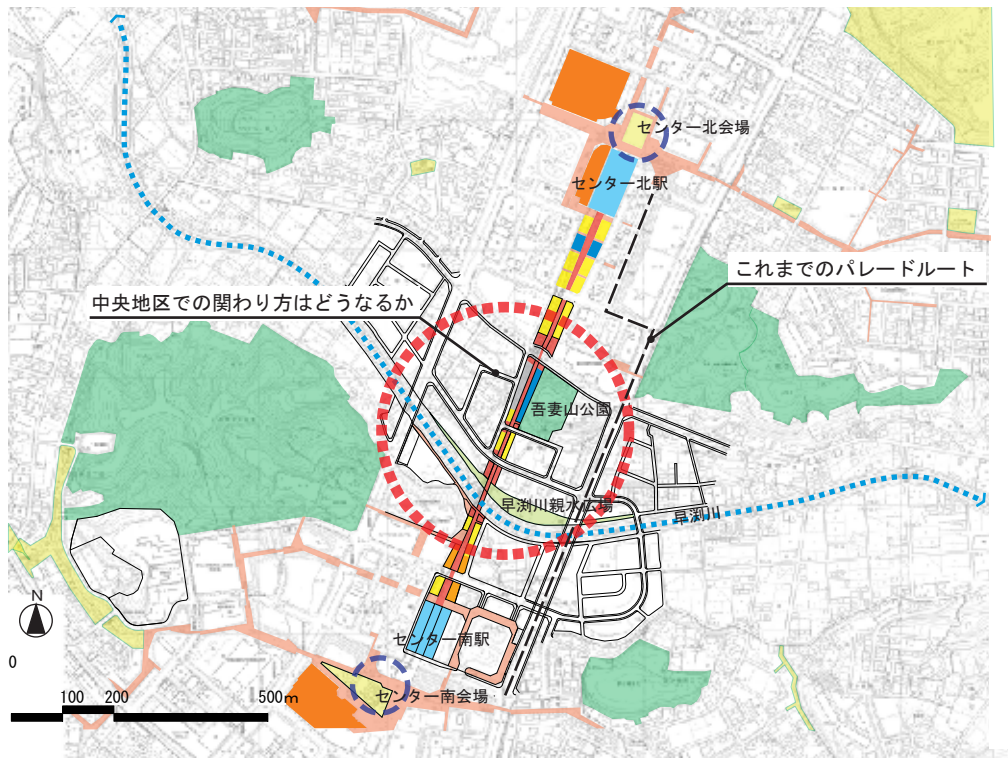 センター北会場
センター北駅
これまでのパレードルート
中央地区での関わり方はどうなるか
吾妻山公園
早渕川親水広場
早渕川
N
センター南駅
0
センター南会場
100 200 500m